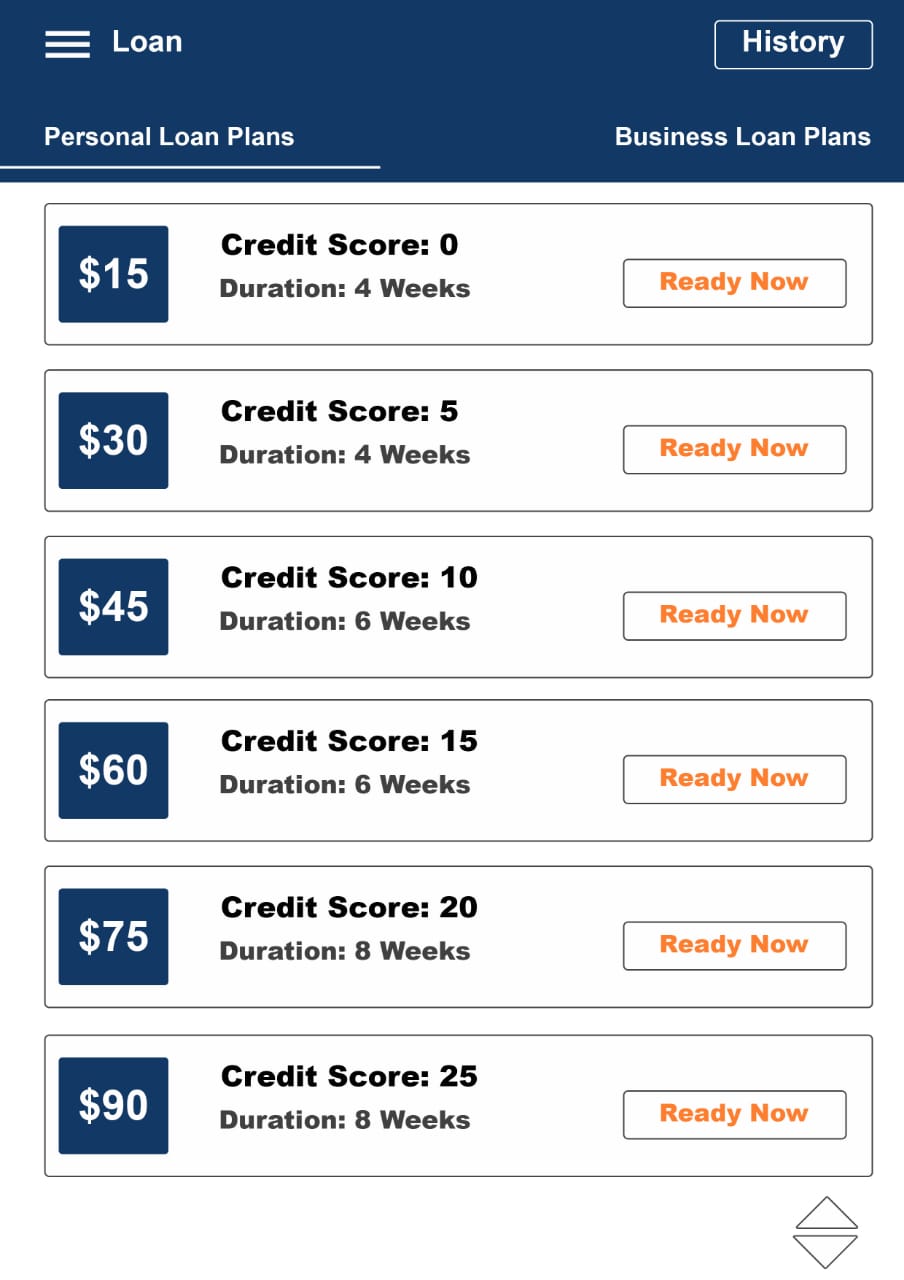 Loan
History
Personal Loan Plans
Business Loan Plans
$15
Credit Score: 0
Duration: 4 Weeks
Ready Now
$30
Credit Score: 5
Duration: 4 Weeks
Ready Now
$45
Credit Score: 10
Duration: 6 Weeks
Ready Now
$60
Credit Score: 15
Duration: 6 Weeks
Ready Now
$75
Credit Score: 20
Duration: 8 Weeks
Ready Now
$90
Credit Score: 25
Duration: 8 Weeks
Ready Now